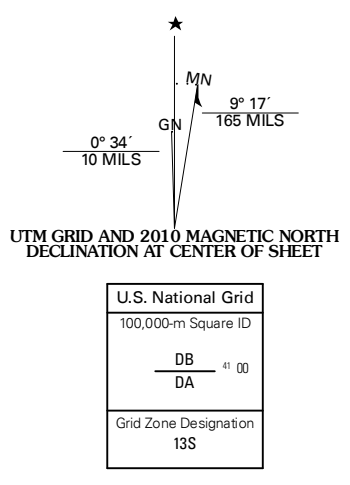 MN
9° 17´
165 MILS
GN
0° 34´
10 MILS
UTM GRID AND 2010 MAGNETIC NORTH
DECLINATION AT CENTER OF SHEET
U.S. National Grid
100,000-m Square ID
DB
41 00
DA
Grid Zone Designation
13S